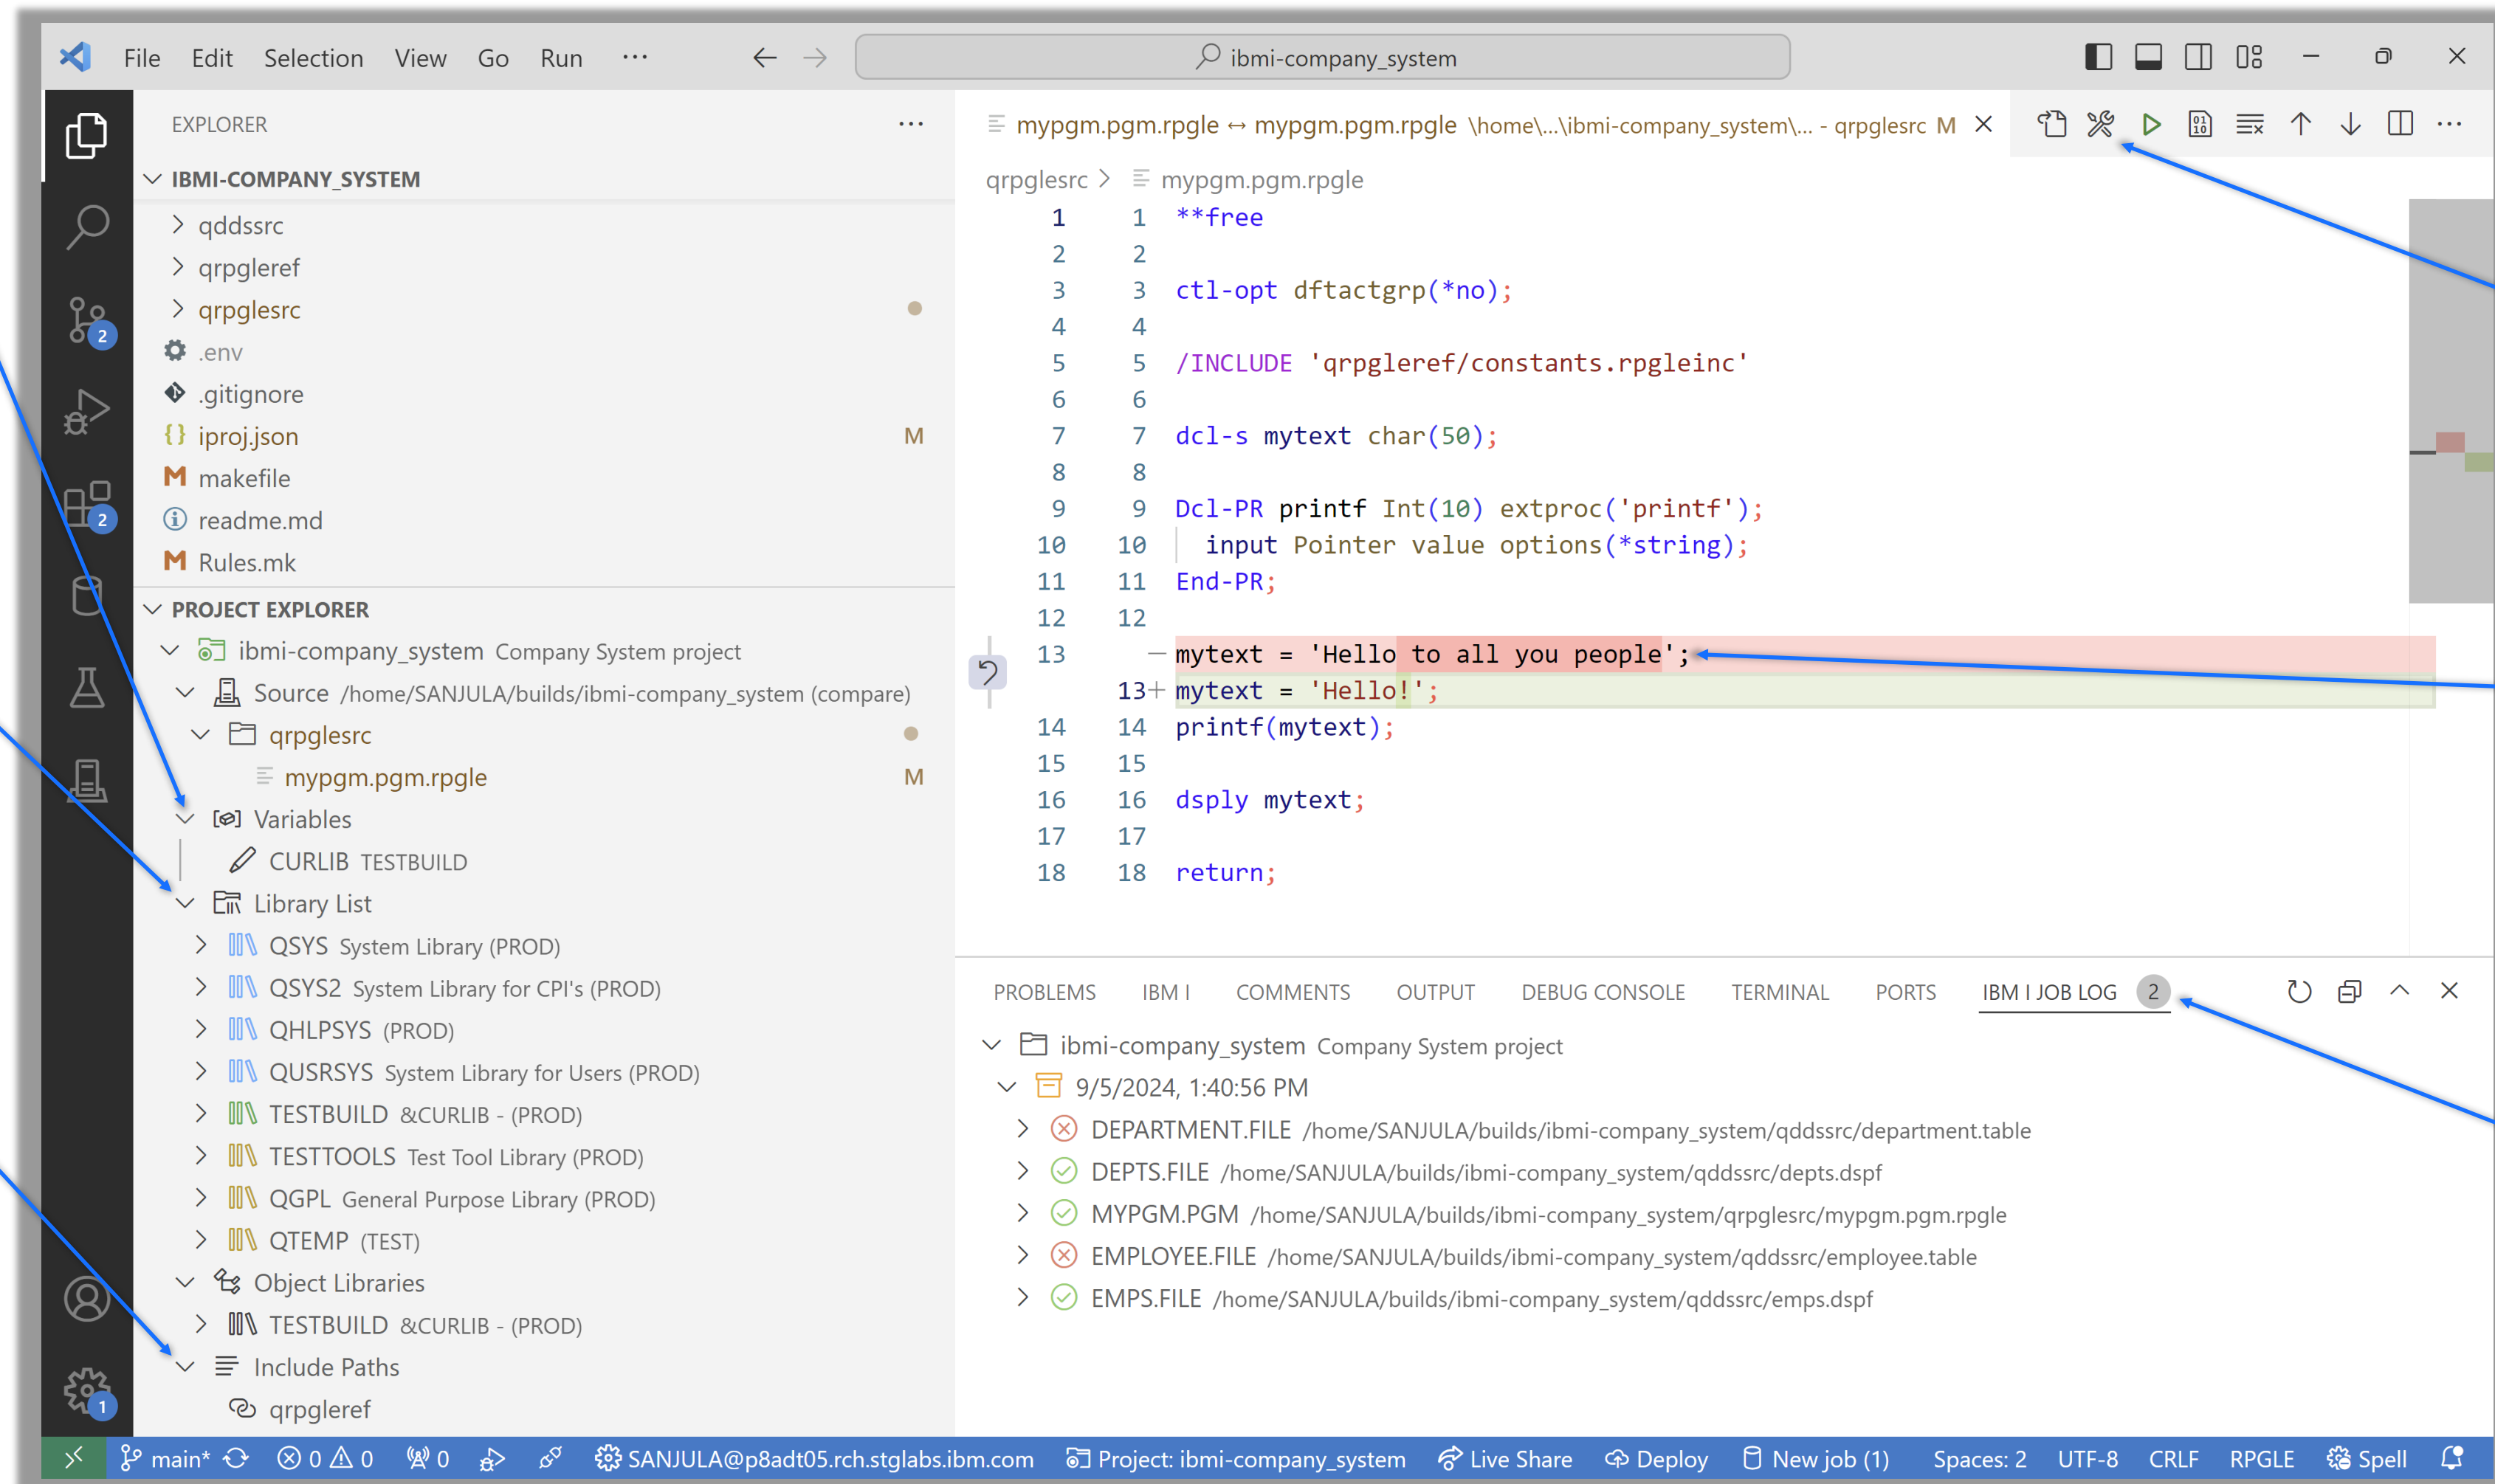 File Edit Selection View Go Run ··· ibmi-company_system
EXPLORER ···
IBMI-COMPANY_SYSTEM
qddssrc
qrpgleref
qrpglesrc
.env
.gitignore
iproj.json M
makefile
readme.md
Rules.mk
PROJECT EXPLORER
ibmi-company_system Company System project
Source /home/SANJULA/builds/ibmi-company_system (compare)
qrpglesrc
mypgm.pgm.rpgle M
Variables
CURLIB TESTBUILD
Library List
QSYS System Library (PROD)
QSYS2 System Library for CPI's (PROD)
QHLPSYS (PROD)
QUSRSYS System Library for Users (PROD)
TESTBUILD &CURLIB - (PROD)
TESTTOOLS Test Tool Library (PROD)
QGPL General Purpose Library (PROD)
QTEMP (TEST)
Object Libraries
TESTBUILD &CURLIB - (PROD)
Include Paths
qrpgleref
2
2
1
mypgm.pgm.rpgle ↔ mypgm.pgm.rpgle \home\...\ibmi-company_system\... - qrpglesrc M
qrpglesrc > mypgm.pgm.rpgle
1 1 **free
2 2
3 3 ctl-opt dftactgrp(*no);
4 4
5 5 /INCLUDE 'qrpgleref/constants.rpgleinc'
6 6
7 7 dcl-s mytext char(50);
8 8
9 9 Dcl-PR printf Int(10) extproc('printf');
10 10 input Pointer value options(*string);
11 11 End-PR;
12 12
13 − mytext = 'Hello to all you people';
13+ mytext = 'Hello!';
14 14 printf(mytext);
15 15
16 16 dsply mytext;
17 17
18 18 return;
PROBLEMS IBM I COMMENTS OUTPUT DEBUG CONSOLE TERMINAL PORTS IBM I JOB LOG 2
ibmi-company_system Company System project
9/5/2024, 1:40:56 PM
DEPARTMENT.FILE /home/SANJULA/builds/ibmi-company_system/qddssrc/department.table
DEPTS.FILE /home/SANJULA/builds/ibmi-company_system/qddssrc/depts.dspf
MYPGM.PGM /home/SANJULA/builds/ibmi-company_system/qrpglesrc/mypgm.pgm.rpgle
EMPLOYEE.FILE /home/SANJULA/builds/ibmi-company_system/qddssrc/employee.table
EMPS.FILE /home/SANJULA/builds/ibmi-company_system/qddssrc/emps.dspf
main* 0 0 0 SANJULA@p8adt05.rch.stglabs.ibm.com Project: ibmi-company_system Live Share Deploy New job (1) Spaces: 2 UTF-8 CRLF RPGLE Spell